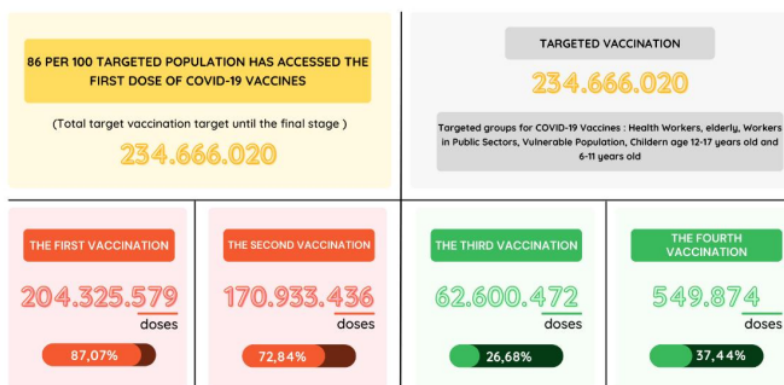 86 PER 100 TARGETED POPULATION HAS ACCESSED THE
FIRST DOSE OF COVID-19 VACCINES
(Total target vaccination target until the final stage )
234.666.020
TARGETED VACCINATION
234.666.020
Targeted groups for COVID-19 Vaccines : Health Workers, elderly, Workers
in Public Sectors, Vulnerable Population, Childern age 12-17 years old and
6-11 years old
THE FIRST VACCINATION
204.325.579
doses
87,07%
THE SECOND VACCINATION
170.933.436
doses
72,84%
THE THIRD VACCINATION
62.600.472
doses
26,68%
THE FOURTH
VACCINATION
549.874
doses
37,44%